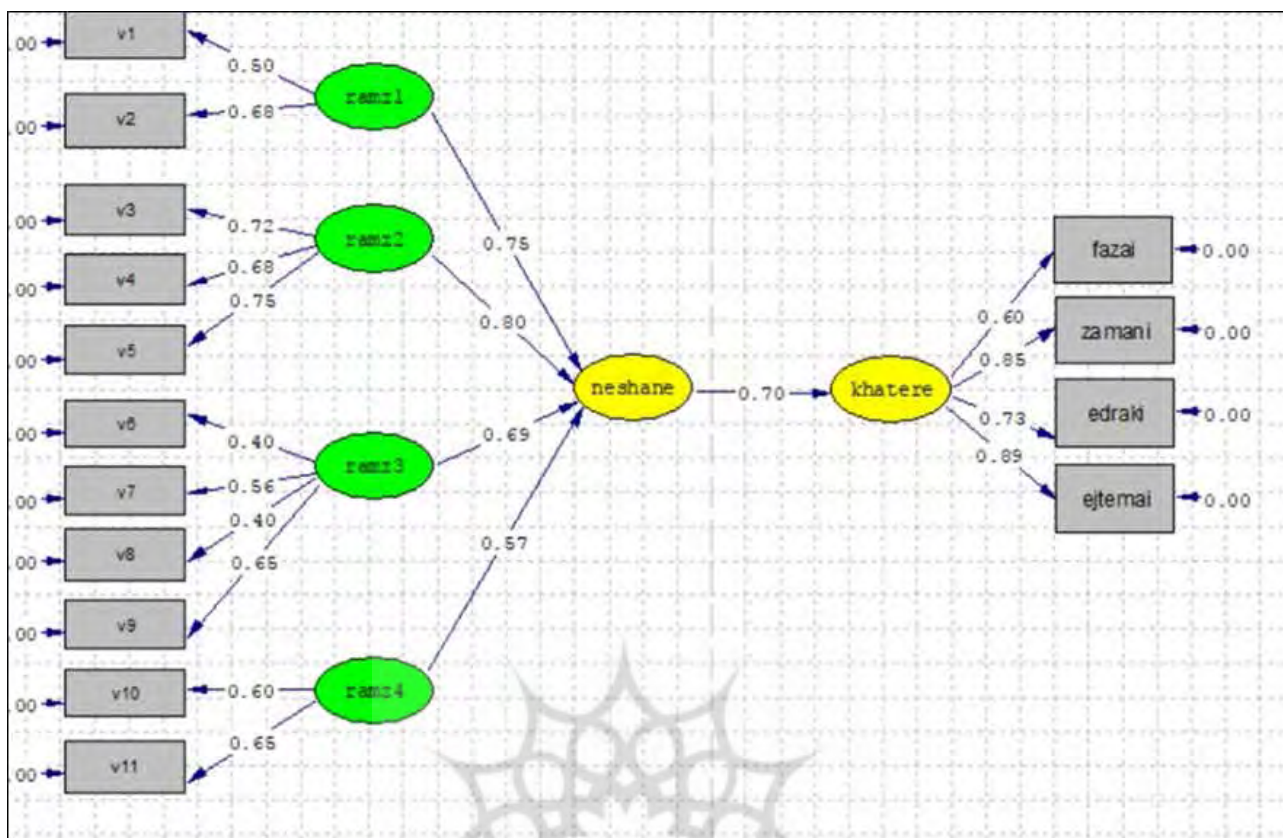 .00
v1
0.50
ramz1
.00
v2
0.68
.00
v3
0.72
ramz2
.00
v4
0.68
0.75
.00
v5
0.75
0.80
fazai
0.00
0.60
zamani
0.00
0.85
neshane
0.70
khatere
0.73
edraki
0.00
0.89
ejtemai
0.00
.00
v6
0.40
ramz3
0.69
.00
v7
0.56
.00
v8
0.40
0.65
.00
v9
0.57
.00
v10
0.60
ramz4
.00
v11
0.65